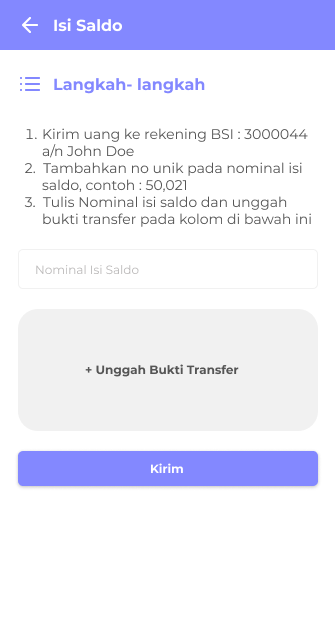 Isi Saldo
Langkah- langkah
1. Kirim uang ke rekening BSI : 3000044
a/n John Doe
2. Tambahkan no unik pada nominal isi
saldo, contoh : 50,021
3. Tulis Nominal isi saldo dan unggah
bukti transfer pada kolom di bawah ini
Nominal Isi Saldo
+ Unggah Bukti Transfer
Kirim